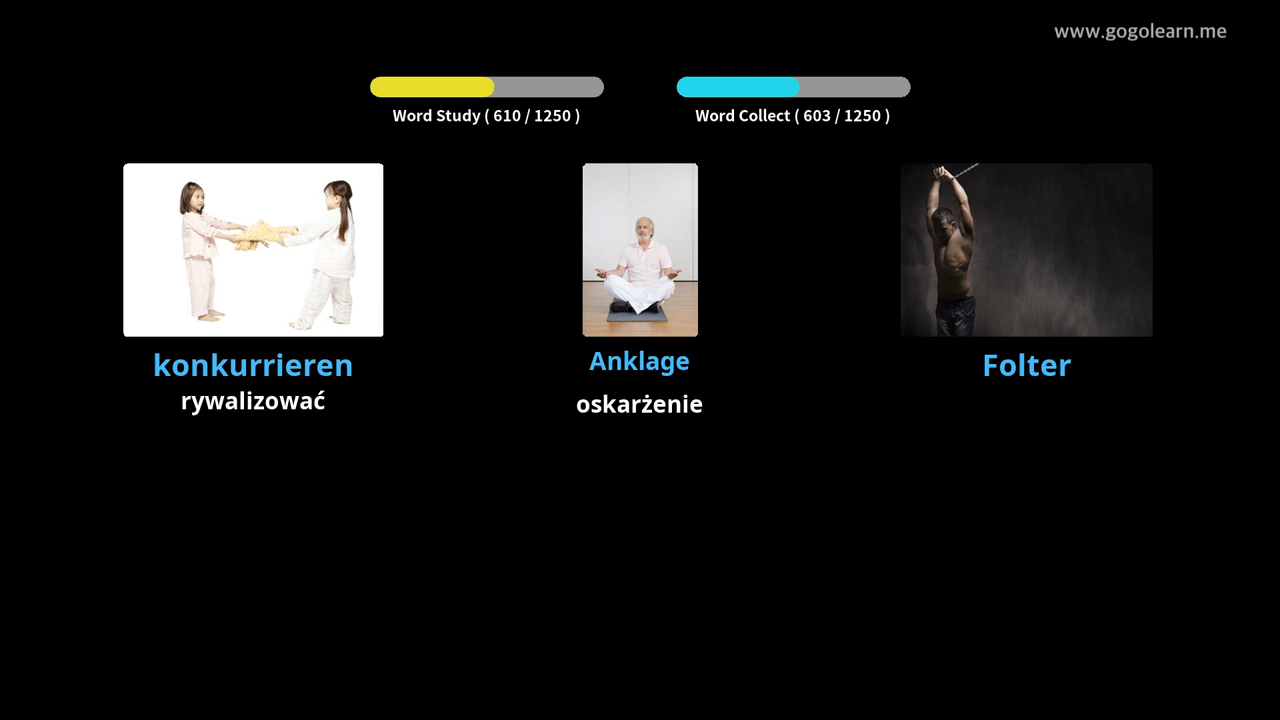 www.gogolearn.me
Word Study ( 610 / 1250 )
Word Collect ( 603 / 1250 )
konkurrieren
rywalizować
Anklage
oskarżenie
Folter